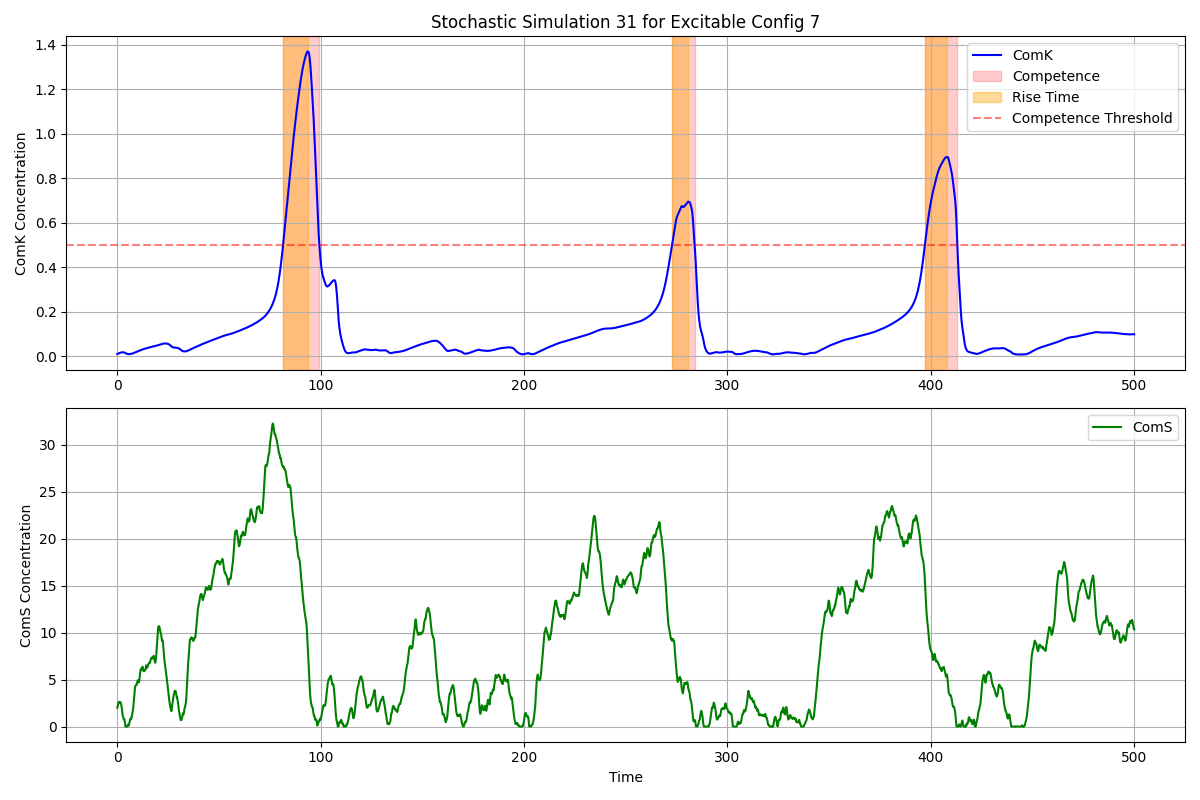 Stochastic Simulation 31 for Excitable Config 7
ComK Concentration
1.4
1.2
1.0
0.8
0.6
0.4
0.2
0.0
ComK
Competence
Rise Time
Competence Threshold
0 100 200 300 400 500
ComS Concentration
30
25
20
15
10
5
0
ComS
0 100 200 300 400 500
Time